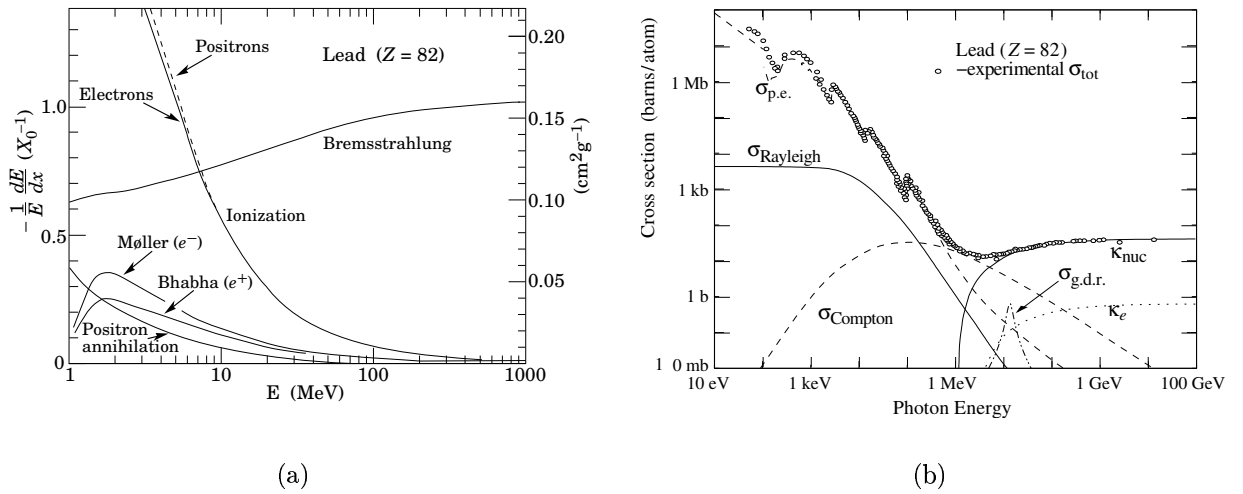 Positrons
Lead (Z = 82)
Electrons
Bremsstrahlung
Ionization
Møller (e−)
Bhabha (e+)
Positron
annihilation
− 1/E dE/dx (X₀⁻¹)
1.0
0.5
0
0.20
0.15
0.10
0.05
(cm²g⁻¹)
1 10 100 1000
E (MeV)
(a)
Cross section (barns/atom)
1 Mb
1 kb
1 b
1 0 mb
Lead (Z = 82)
−experimental σtot
σp.e.
σRayleigh
κnuc
σg.d.r.
σCompton
κe
10 eV 1 keV 1 MeV 1 GeV 100 GeV
Photon Energy
(b)